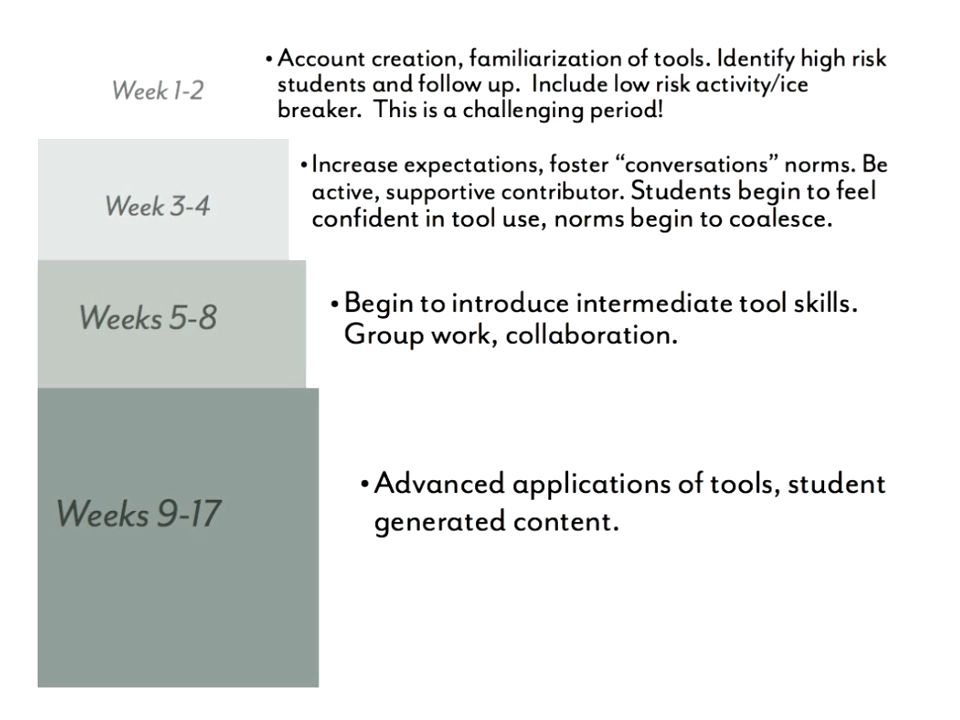 Week 1-2
• Account creation, familiarization of tools. Identify high risk
students and follow up.  Include low risk activity/ice
breaker.  This is a challenging period!
Week 3-4
• Increase expectations, foster “conversations” norms. Be
active, supportive contributor. Students begin to feel
confident in tool use, norms begin to coalesce.
Weeks 5-8
• Begin to introduce intermediate tool skills.
Group work, collaboration.
Weeks 9-17
• Advanced applications of tools, student
generated content.